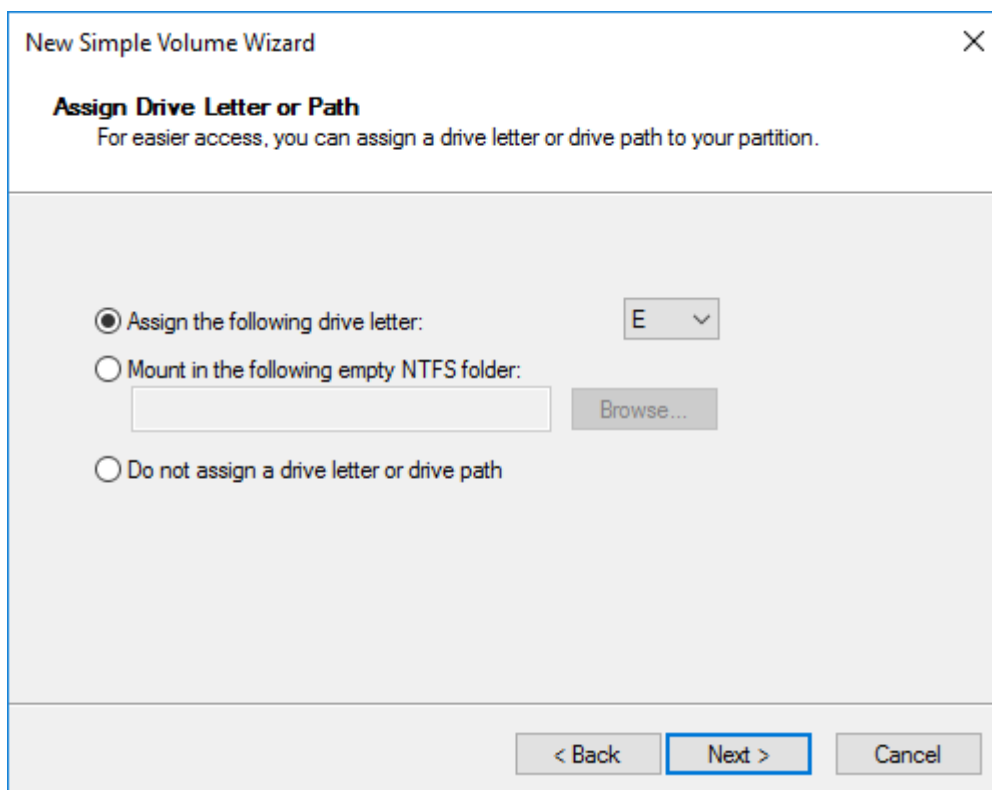 New Simple Volume Wizard
Assign Drive Letter or Path
For easier access, you can assign a drive letter or drive path to your partition.
Assign the following drive letter: E
Mount in the following empty NTFS folder:
Browse...
Do not assign a drive letter or drive path
< Back Next > Cancel